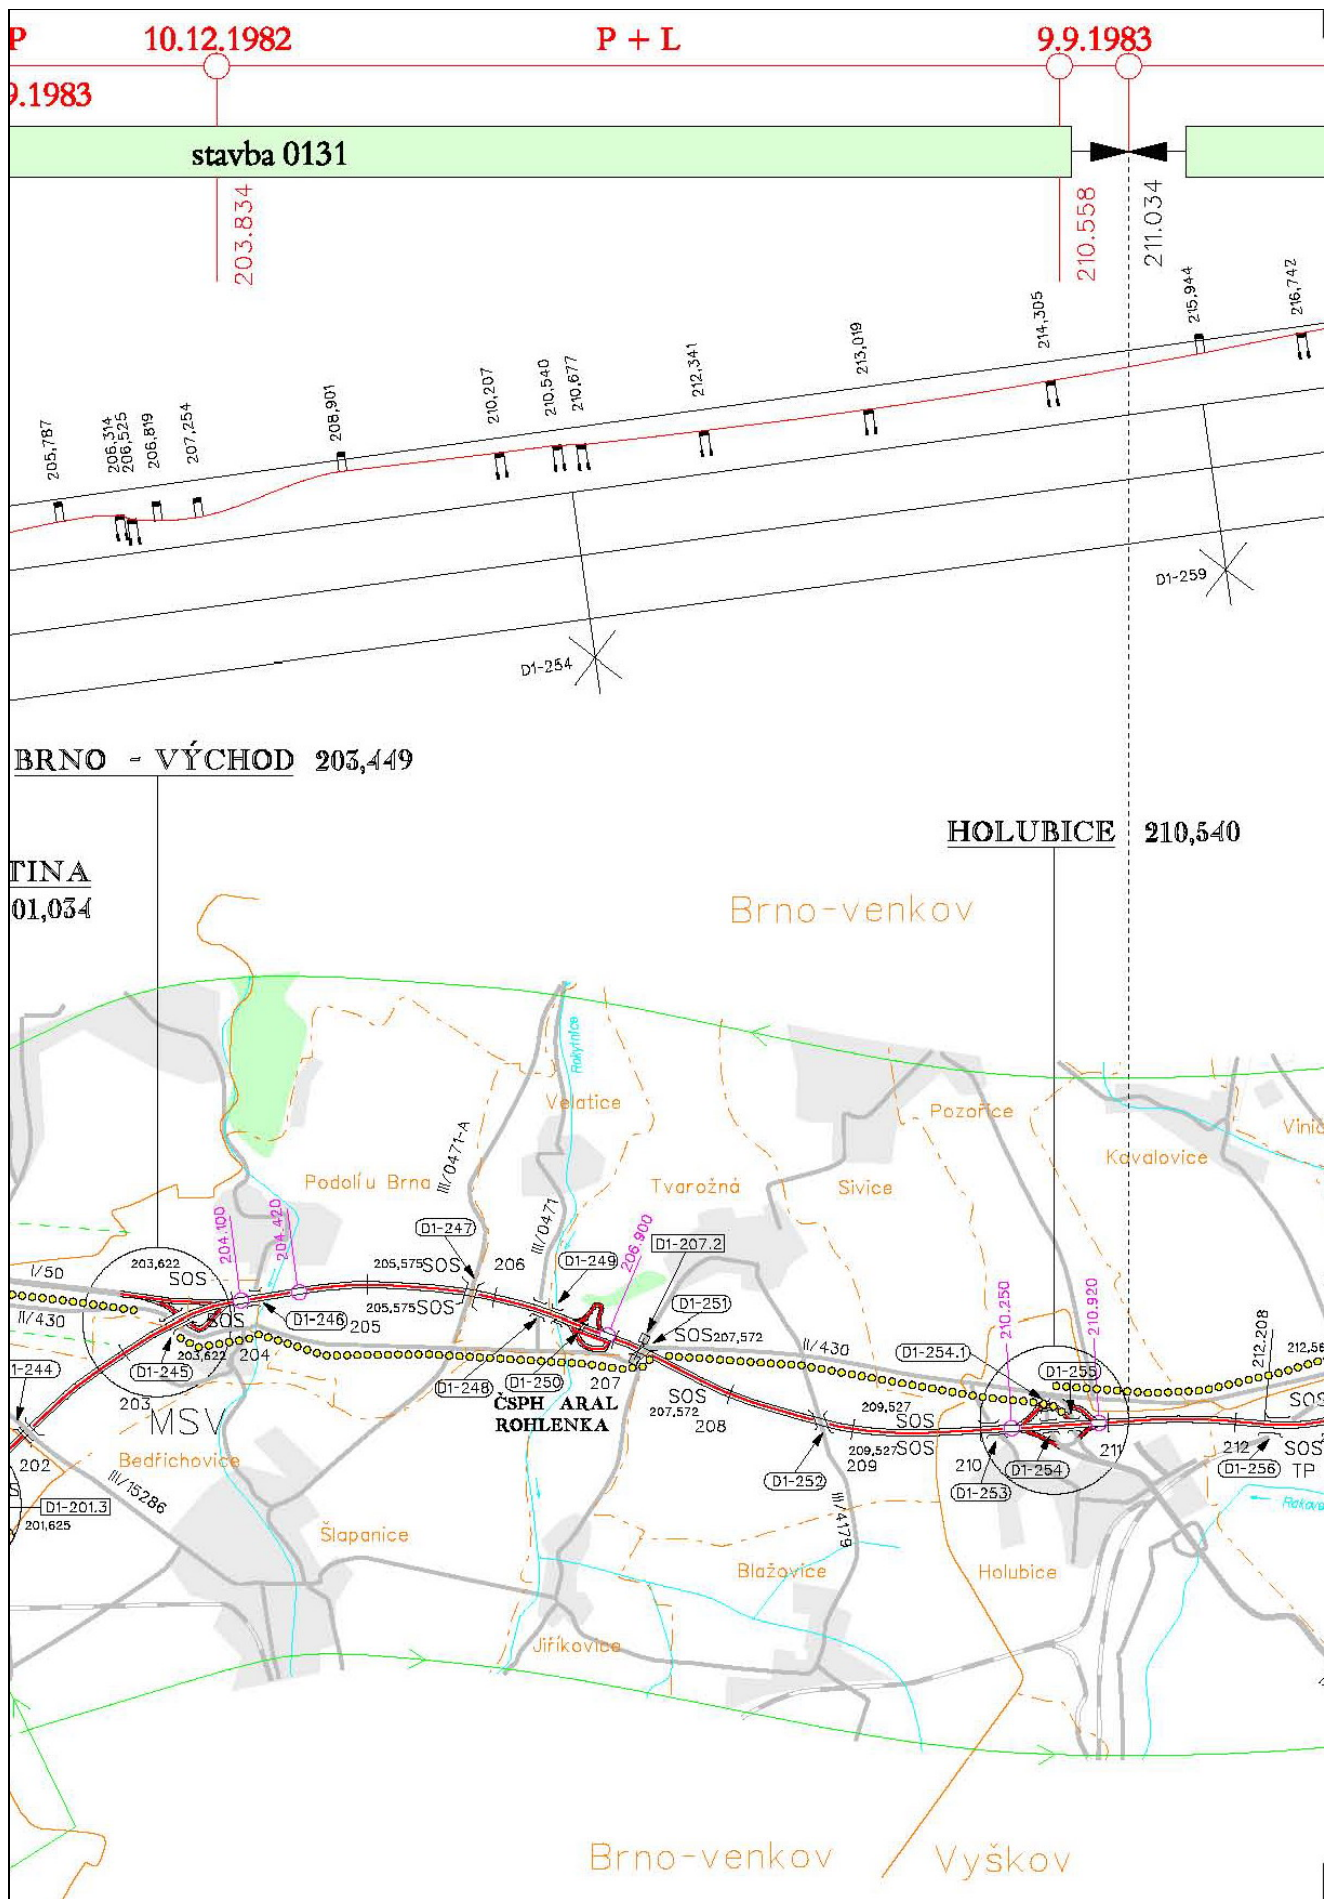 P
10.12.1982
P + L
9.9.1983
9.1983
stavba 0131
203.834
210.558
211.034
205,787
206,314
206,525
206,819
207,254
208,901
210,207
210,540
210,677
212,341
213,019
214,305
215,944
216,742
D1-254
D1-259
BRNO - VÝCHOD 203,449
HOLUBICE 210,540
TINA
01,034
Brno-venkov
Rokytnice
Velatice
Pozořice
Kovalovice
Podolí u Brna
III/0471-A
III/0471
Tvarožná
Sivice
204.100
204.420
206.900
D1-247
D1-249
D1-207.2
D1-251
I/50
203,622
SOS
205,575 SOS
206
II/430
SOS
205,575 SOS
D1-246
205
SOS 207,572
II/430
D1-254.1
210.250
210.920
D1-255
212.208
D1-245
203,622
204
D1-248
D1-250
207
ČSPH ARAL
ROHLENKA
203
MSV
SOS
207,572
208
209,527
SOS
209,527 SOS
209
210
211
212
SOS
SOS
TP
D1-252
D1-253
D1-254
D1-256
202
Bedřichovice
III/15286
D1-201.3
201,625
Šlapanice
III/4179
Blažovice
Holubice
Jiříkovice
Brno-venkov
Vyškov